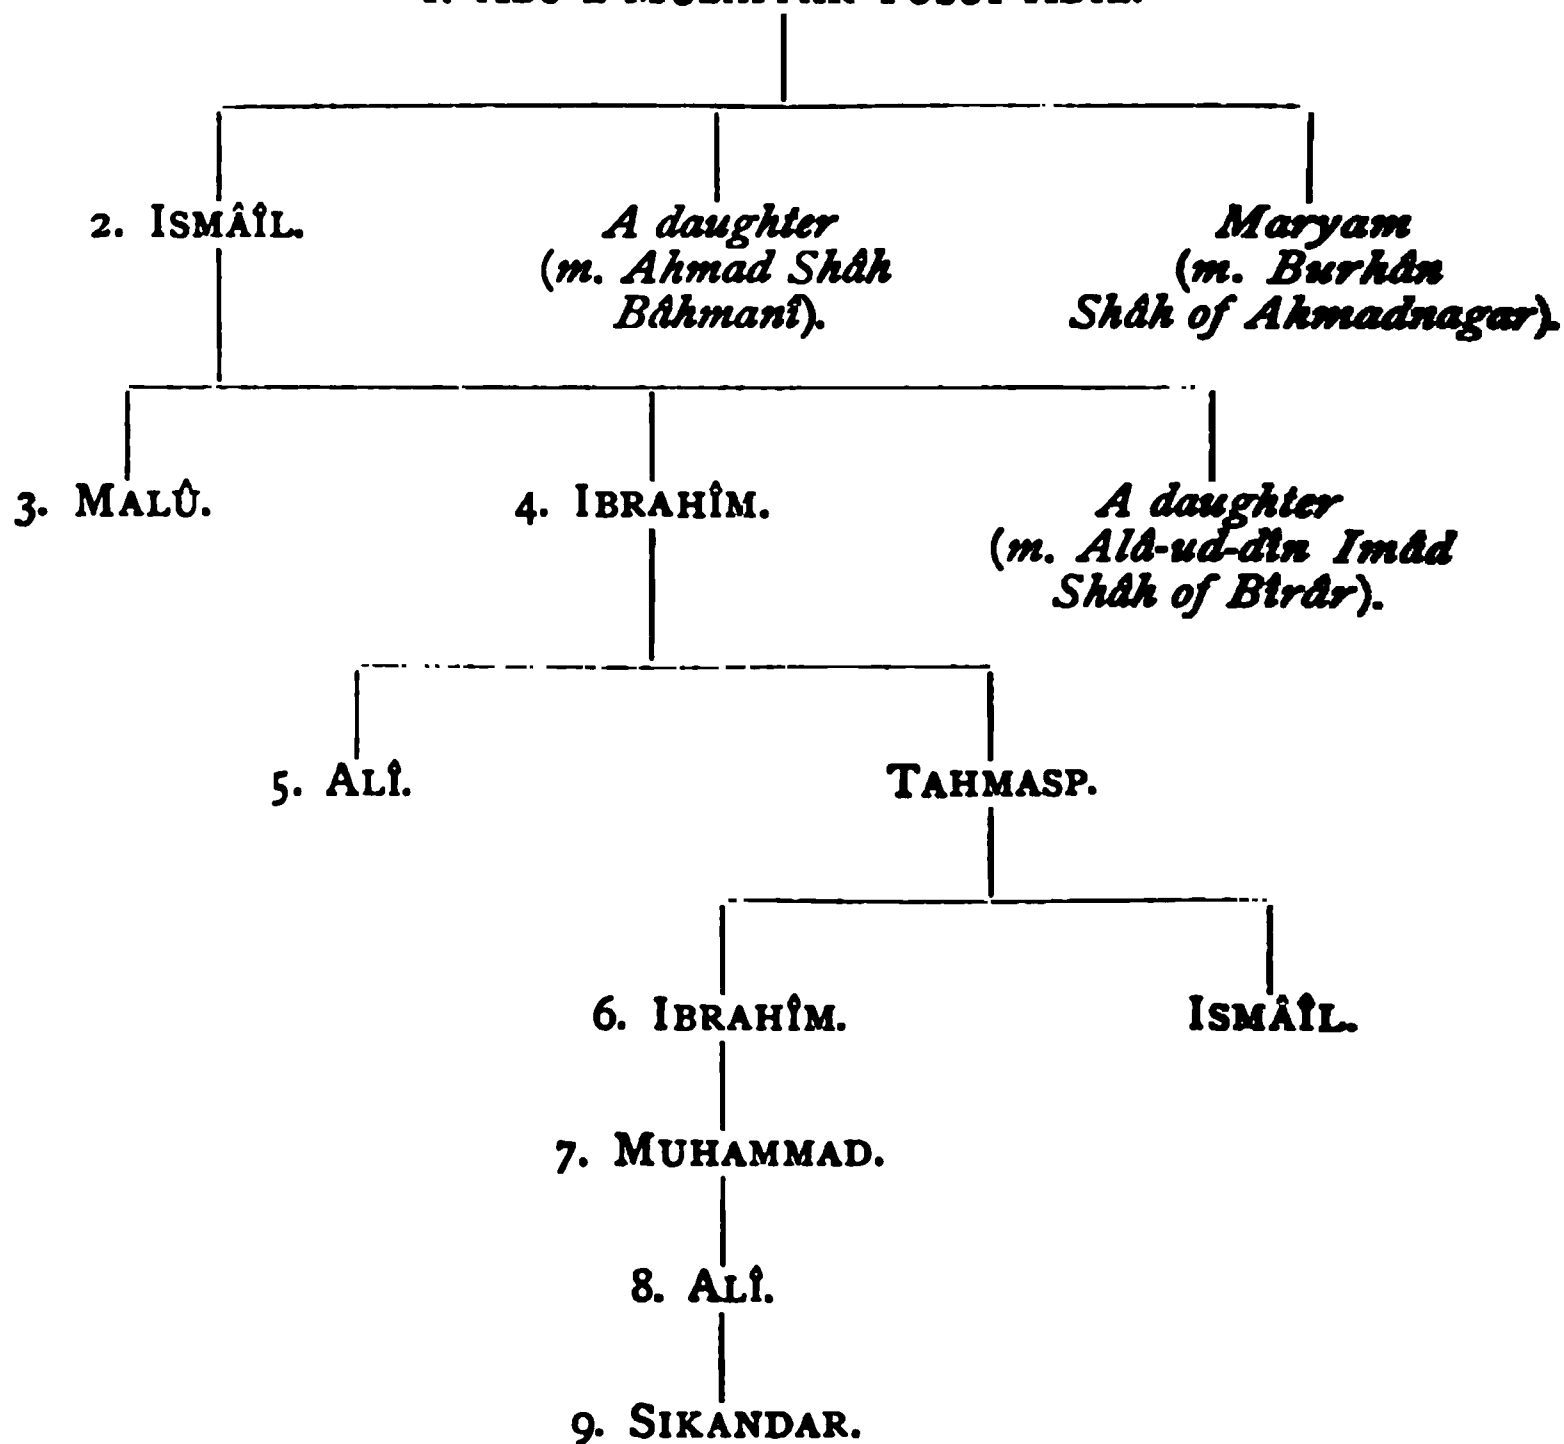 2. ISMÂÎL.
A daughter
(m. Ahmad Shâh
Bâhmanî).
Maryam
(m. Burhân
Shâh of Ahmadnagar).
3. MALÛ.
4. IBRAHÎM.
A daughter
(m. Alâ-ud-dîn Imâd
Shâh of Bîrâr).
5. ALÎ.
TAHMASP.
6. IBRAHÎM.
ISMÂÎL.
7. MUHAMMAD.
8. ALÎ.
9. SIKANDAR.